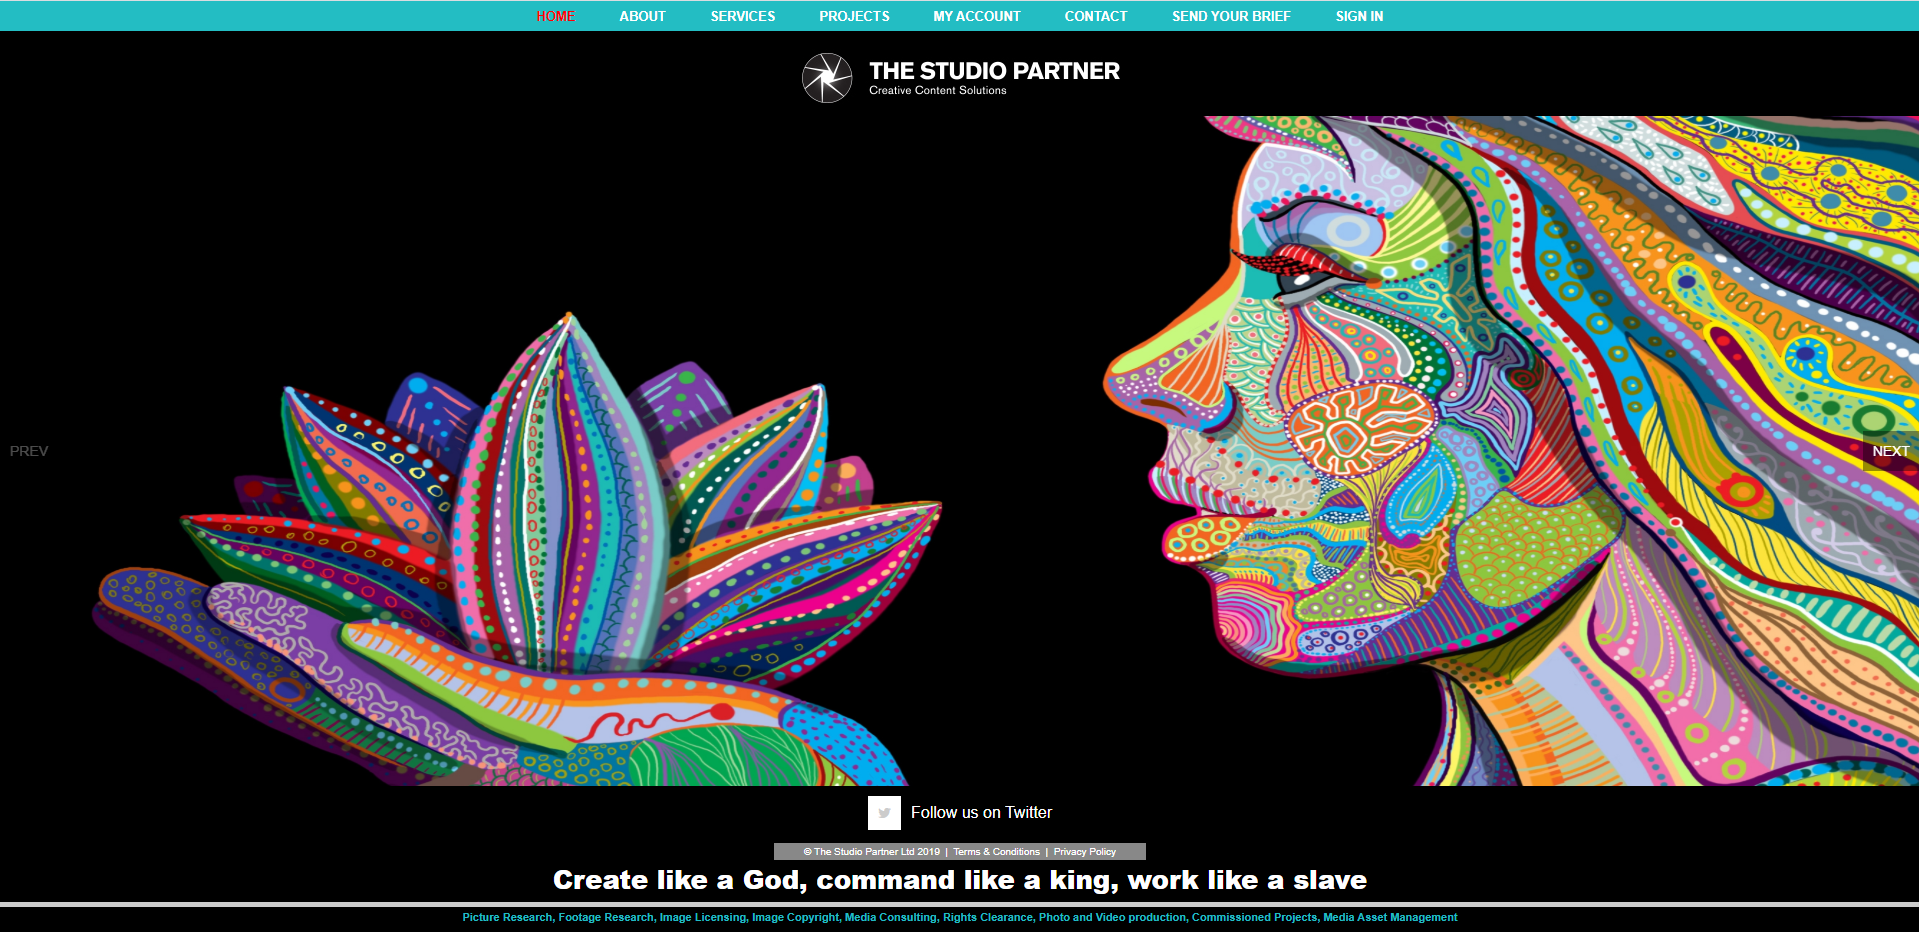 HOME ABOUT SERVICES PROJECTS MY ACCOUNT CONTACT SEND YOUR BRIEF SIGN IN
THE STUDIO PARTNER
Creative Content Solutions
PREV
NEXT
Follow us on Twitter
© The Studio Partner Ltd 2019 | Terms & Conditions | Privacy Policy
Create like a God, command like a king, work like a slave
Picture Research, Footage Research, Image Licensing, Image Copyright, Media Consulting, Rights Clearance, Photo and Video production, Commissioned Projects, Media Asset Management